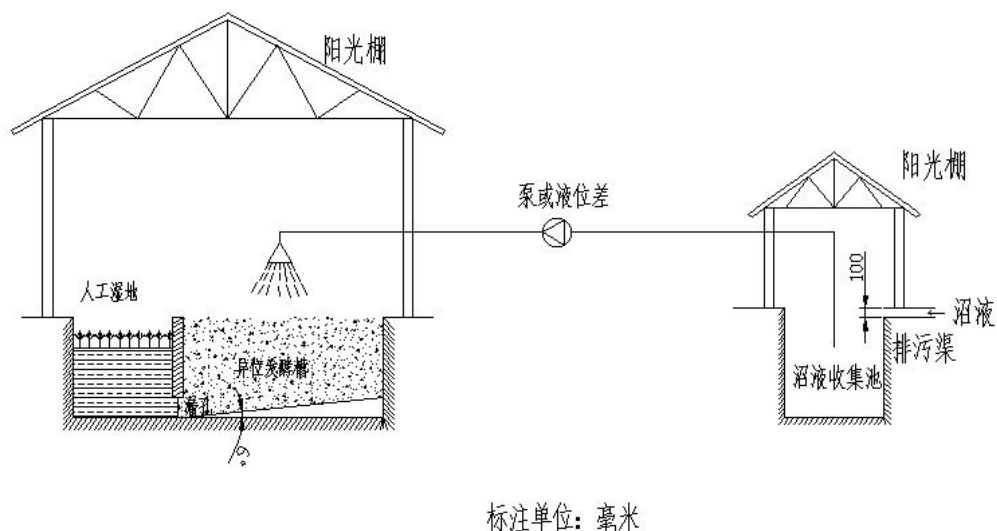 阳光棚
阳光棚
泵或液位差
100
人工湿地
沼液
排污渠
异位发酵槽
沼液收集池
6°
标注单位：毫米